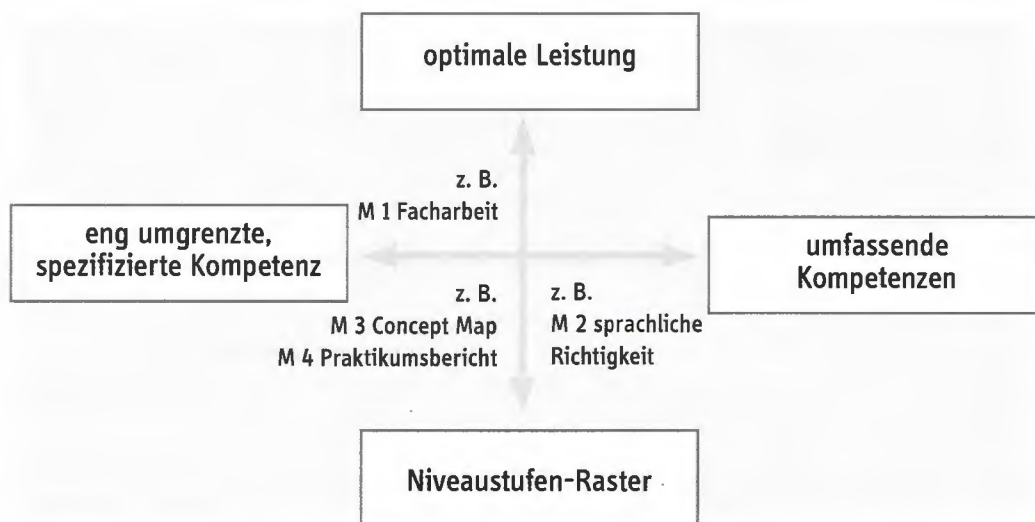 optimale Leistung
z. B.
M 1 Facharbeit
eng umgrenzte,
spezifizierte Kompetenz
umfassende
Kompetenzen
z. B.
M 3 Concept Map
M 4 Praktikumsbericht
z. B.
M 2 sprachliche
Richtigkeit
Niveaustufen-Raster